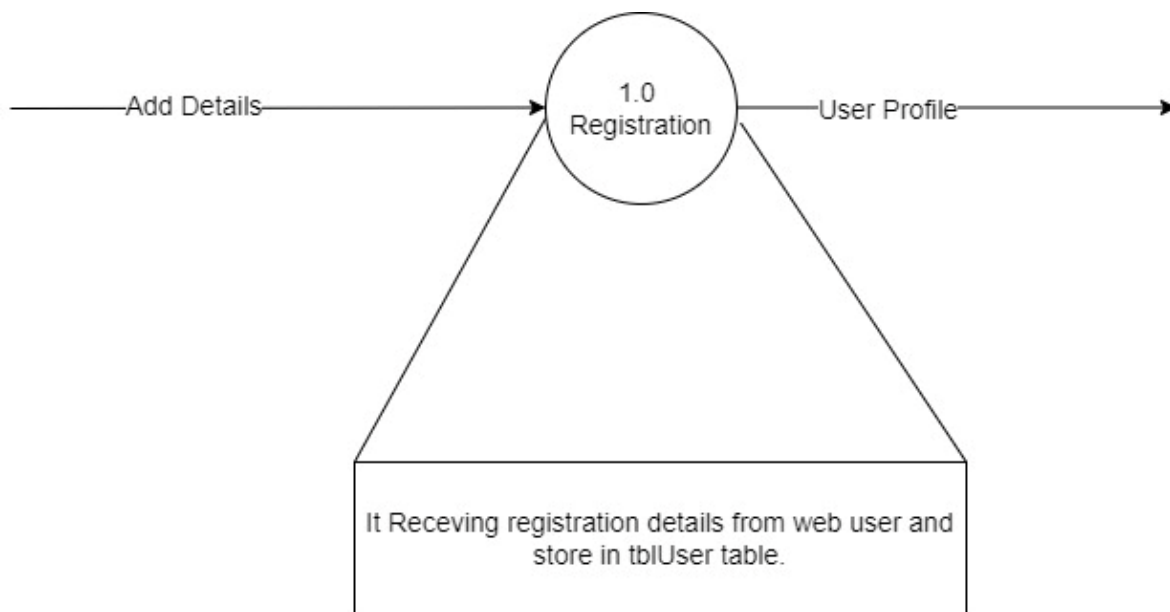 1.0
Add Details
Registration
User Profile
It Receving registration details from web user and
store in tblUser table.